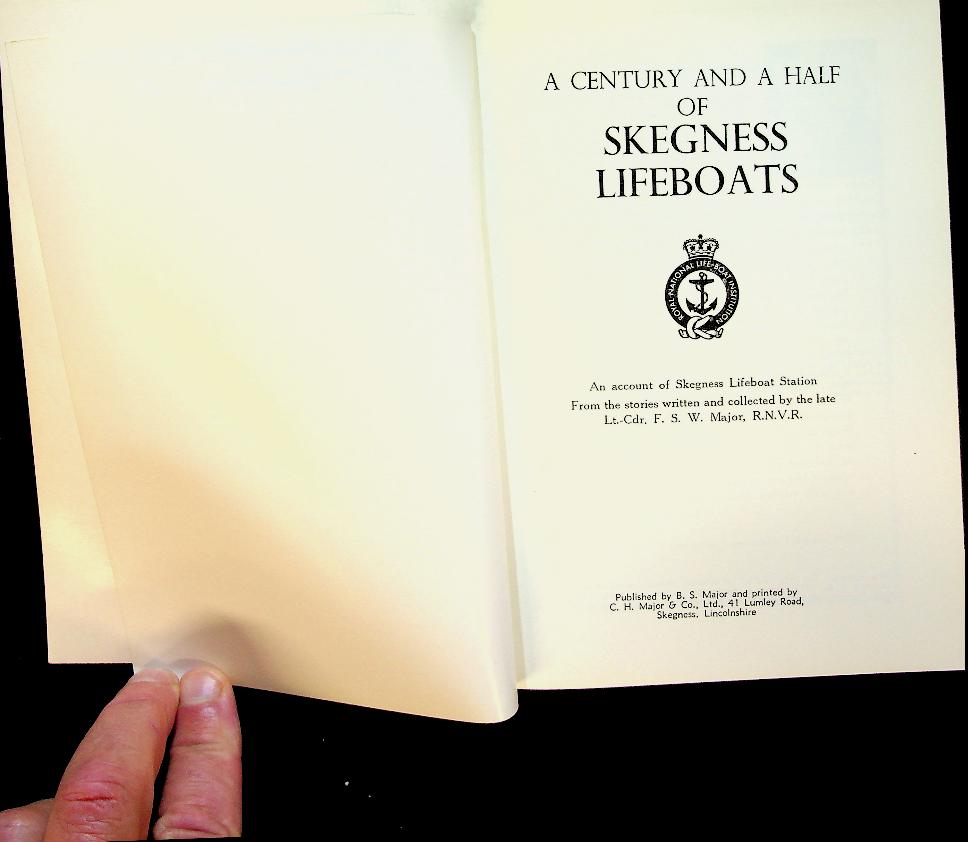 A CENTURY AND A HALF
OF
SKEGNESS
LIFEBOATS
ROYAL NATIONAL LIFE-BOAT INSTITUTION
An account of Skegness Lifeboat Station
From the stories written and collected by the late
Lt.-Cdr. F. S. W. Major, R.N.V.R.
Published by B. S. Major and printed by
C. H. Major & Co., Ltd., 41 Lumley Road,
Skegness, Lincolnshire